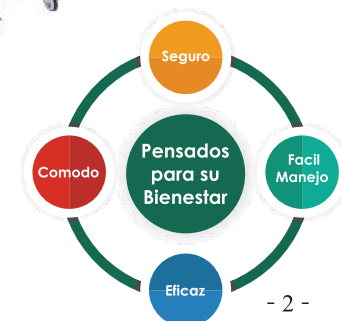 Seguro
Comodo
Pensados
para su
Bienestar
Facil
Manejo
Eficaz
- 2 -